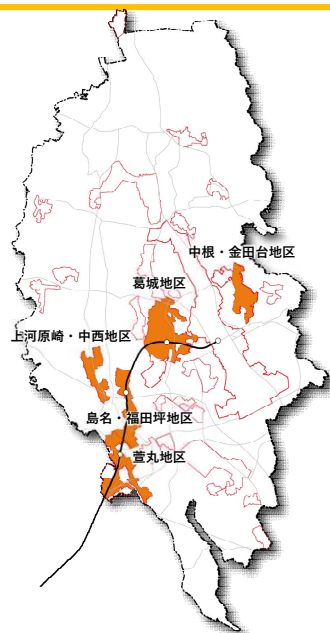 中根・金田台地区
葛城地区
上河原崎・中西地区
島名・福田坪地区
萱丸地区